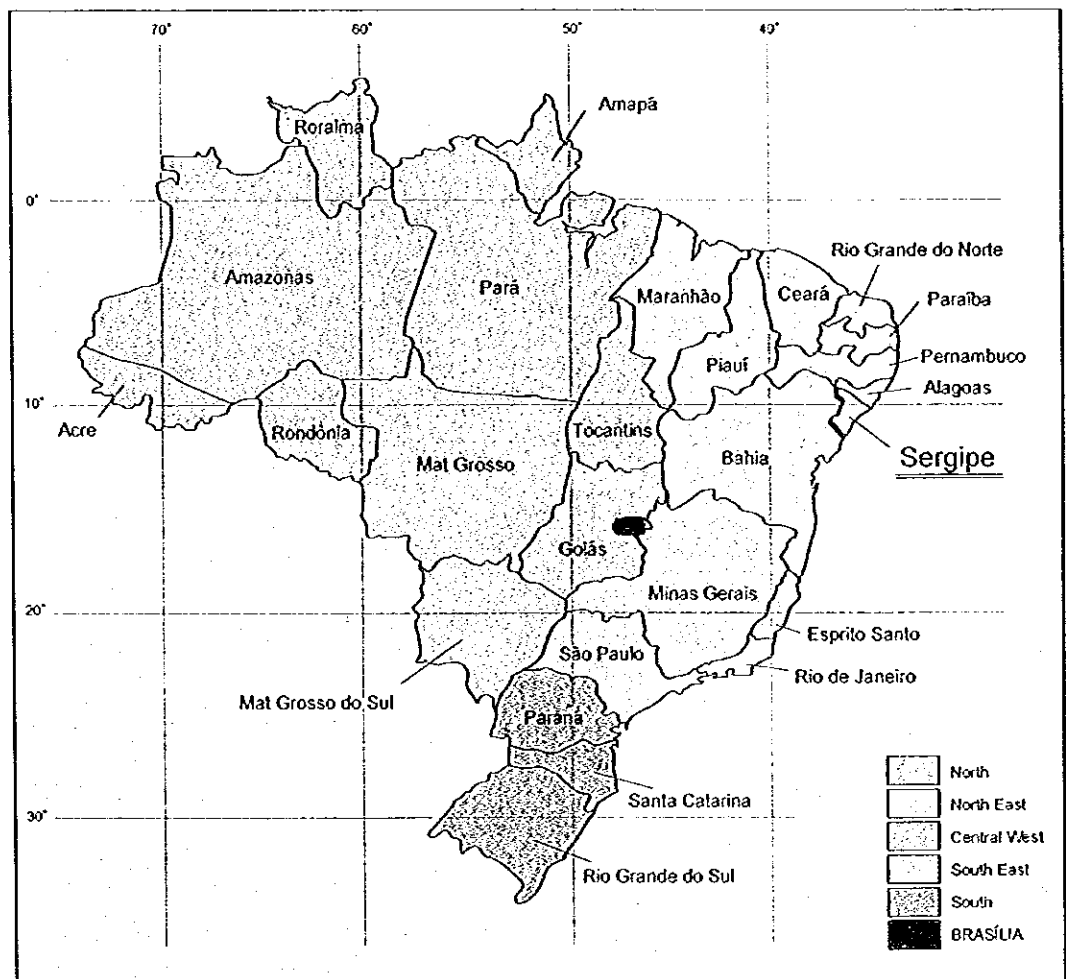 70°
60°
50°
40°
Amapá
Roraima
0°
Rio Grande do Norte
Amazonas
Pará
Maranhão
Ceará
Paraíba
Piauí
Pernambuco
Alagoas
10°
Acre
Rondônia
Tocantins
Mat Grosso
Bahia
Sergipe
Goiás
Minas Gerais
20°
Esprito Santo
São Paulo
Rio de Janeiro
Mat Grosso do Sul
Paraná
Santa Catarina
30°
Rio Grande do Sul
North
North East
Central West
South East
South
BRASÍLIA